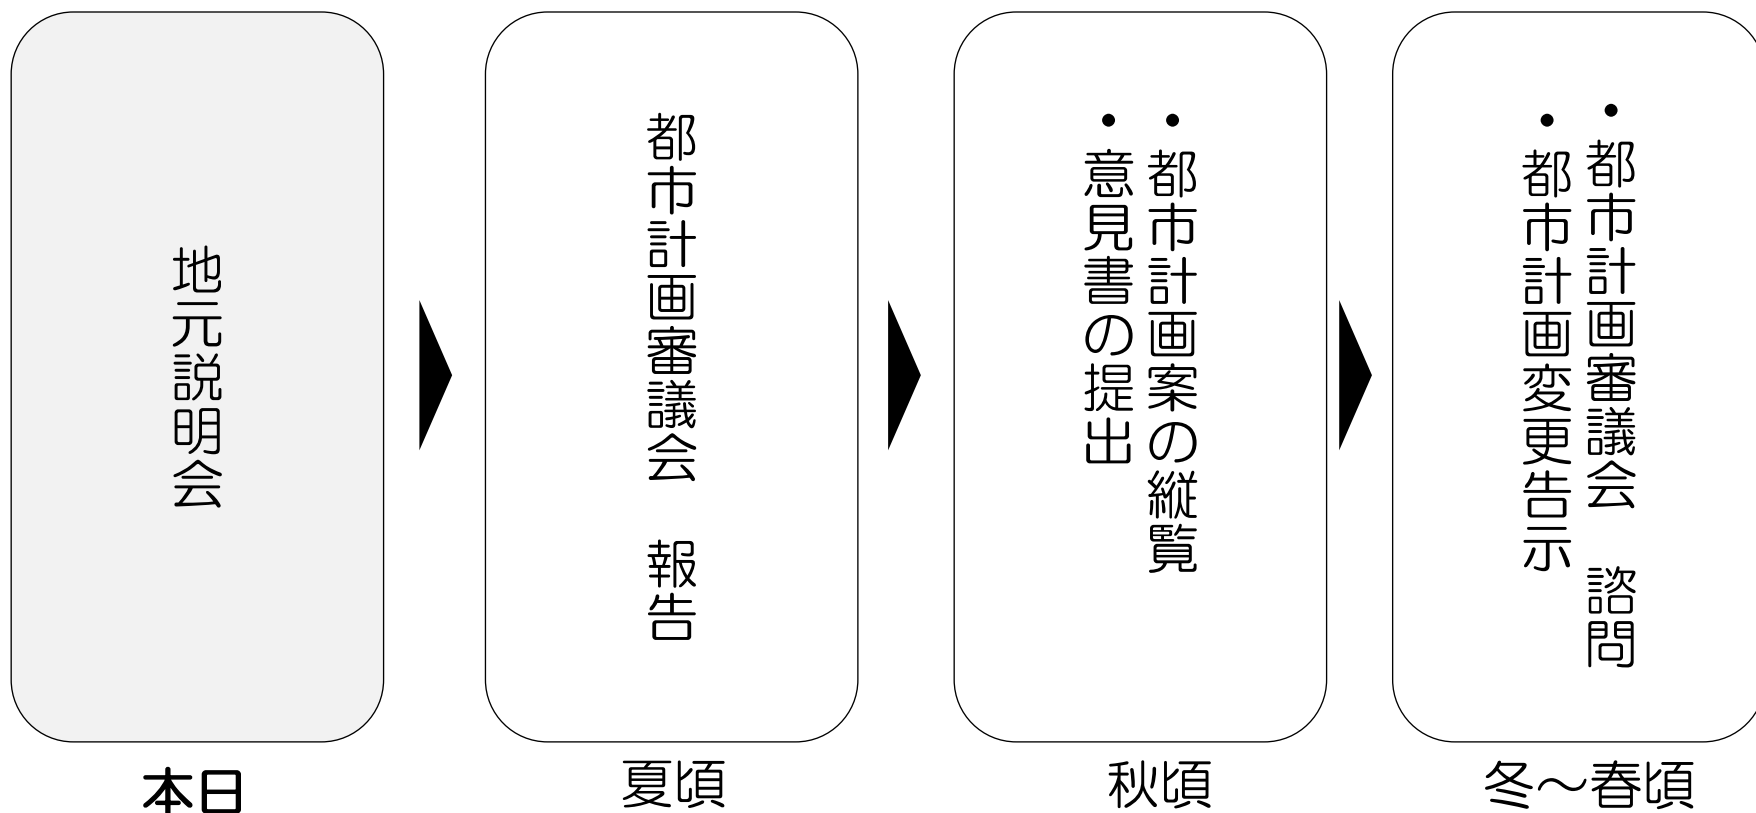 地元説明会
本日
都市計画審議会　報告
夏頃
・都市計画案の縦覧
・意見書の提出
秋頃
・都市計画審議会　諮問
・都市計画変更告示
冬～春頃